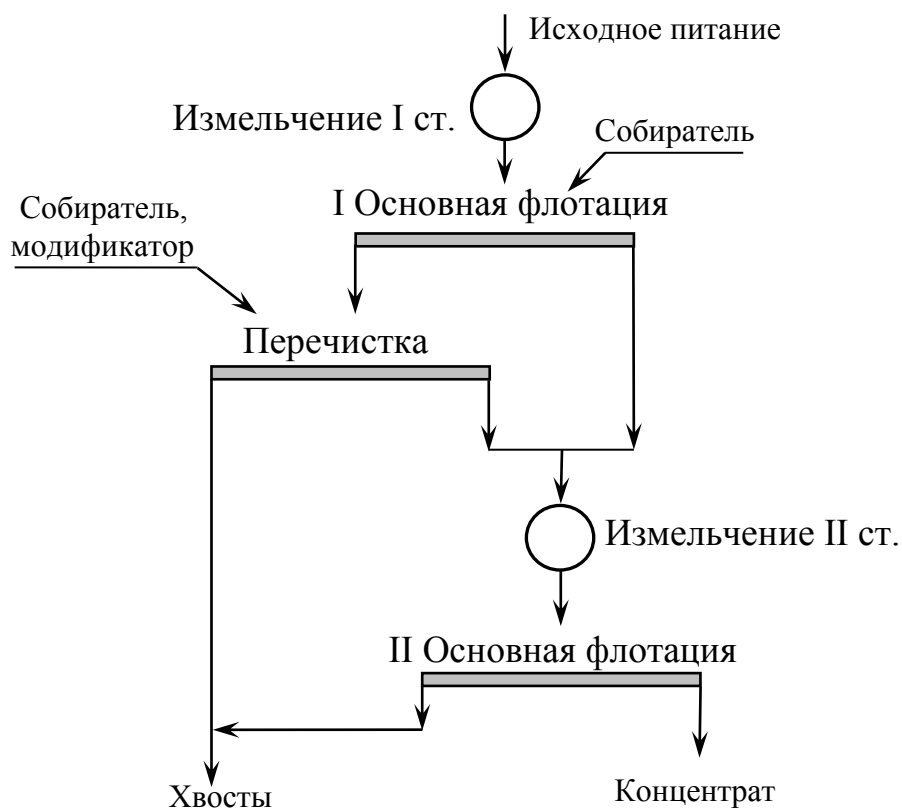 Исходное питание
Измельчение I ст.
Собиратель
I Основная флотация
Собиратель,
модификатор
Перечистка
Измельчение II ст.
II Основная флотация
Хвосты
Концентрат